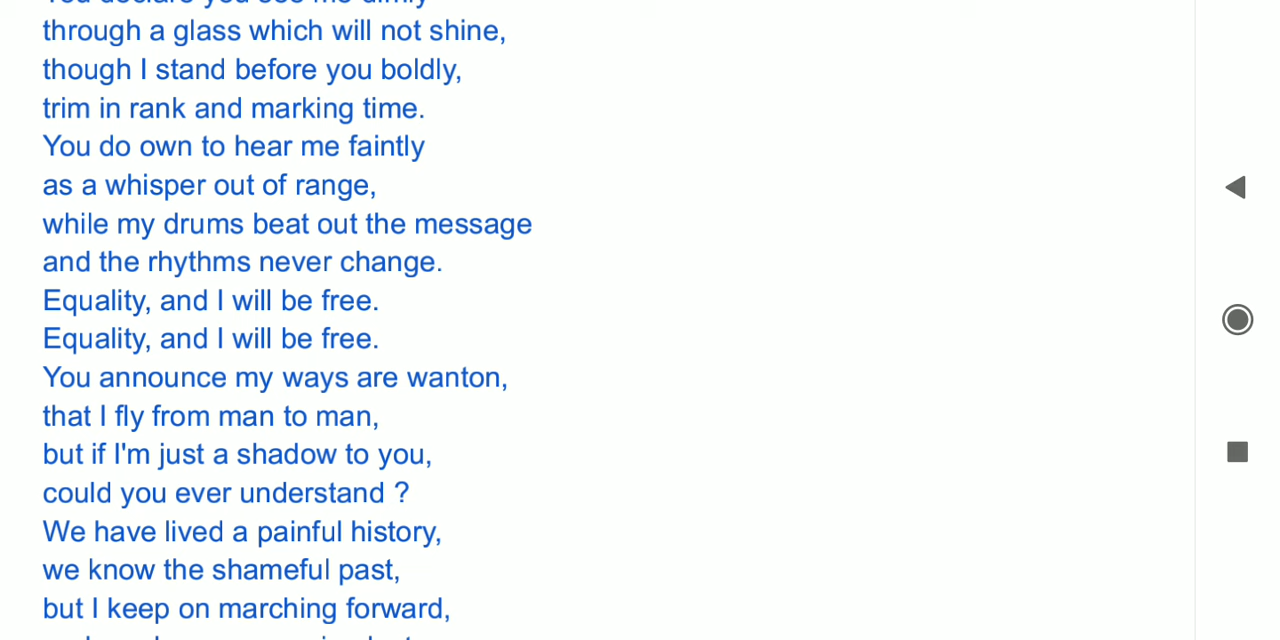 through a glass which will not shine,
though I stand before you boldly,
trim in rank and marking time.
You do own to hear me faintly
as a whisper out of range,
while my drums beat out the message
and the rhythms never change.
Equality, and I will be free.
Equality, and I will be free.
You announce my ways are wanton,
that I fly from man to man,
but if I'm just a shadow to you,
could you ever understand ?
We have lived a painful history,
we know the shameful past,
but I keep on marching forward,